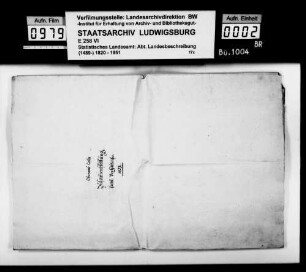 Aufn. Film
0979
Verfilmungsstelle: Landesarchivdirektion BW
-Institut für Erhaltung von Archiv- und Bibliotheksgut-
STAATSARCHIV LUDWIGSBURG
E 258 VI
Statistisches Landesamt: Abt. Landesbeschreibung
(1459-) 1820 - 1951
Aufn. Einheit
0002
BR
Bü.1004